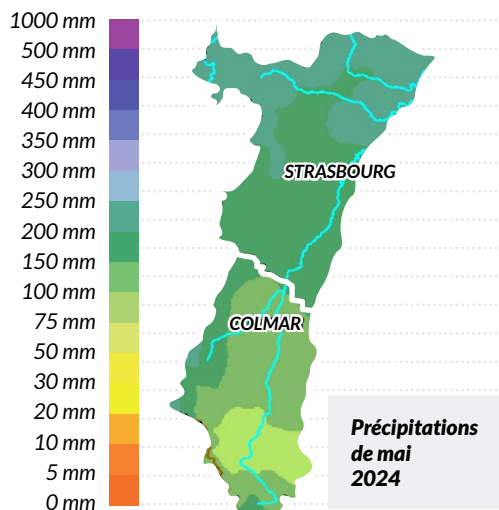 1000 mm
500 mm
450 mm
400 mm
350 mm
300 mm
250 mm
200 mm
150 mm
100 mm
75 mm
50 mm
30 mm
20 mm
10 mm
5 mm
0 mm
STRASBOURG
COLMAR
Précipitations
de mai
2024